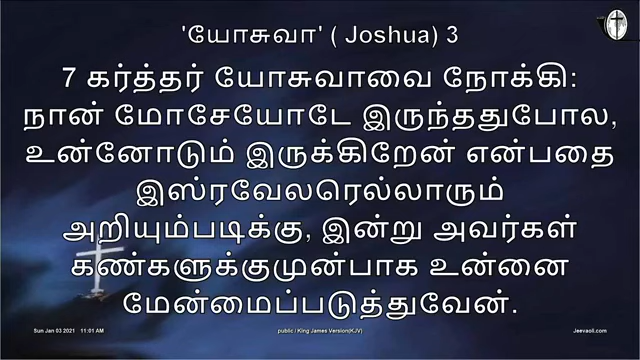 'யோசுவா' ( Joshua) 3
7 கர்த்தர் யோசுவாவை நோக்கி:
நான் மோசேயோடே இருந்ததுபோல,
உன்னோடும் இருக்கிறேன் என்பதை
இஸ்ரவேலரெல்லாரும்
அறியும்படிக்கு, இன்று அவர்கள்
கண்களுக்குமுன்பாக உன்னை
மேன்மைப்படுத்துவேன்.
Sun Jan 03 2021 11:01 AM
public / King James Version(KJV)
Jeevaoli.com